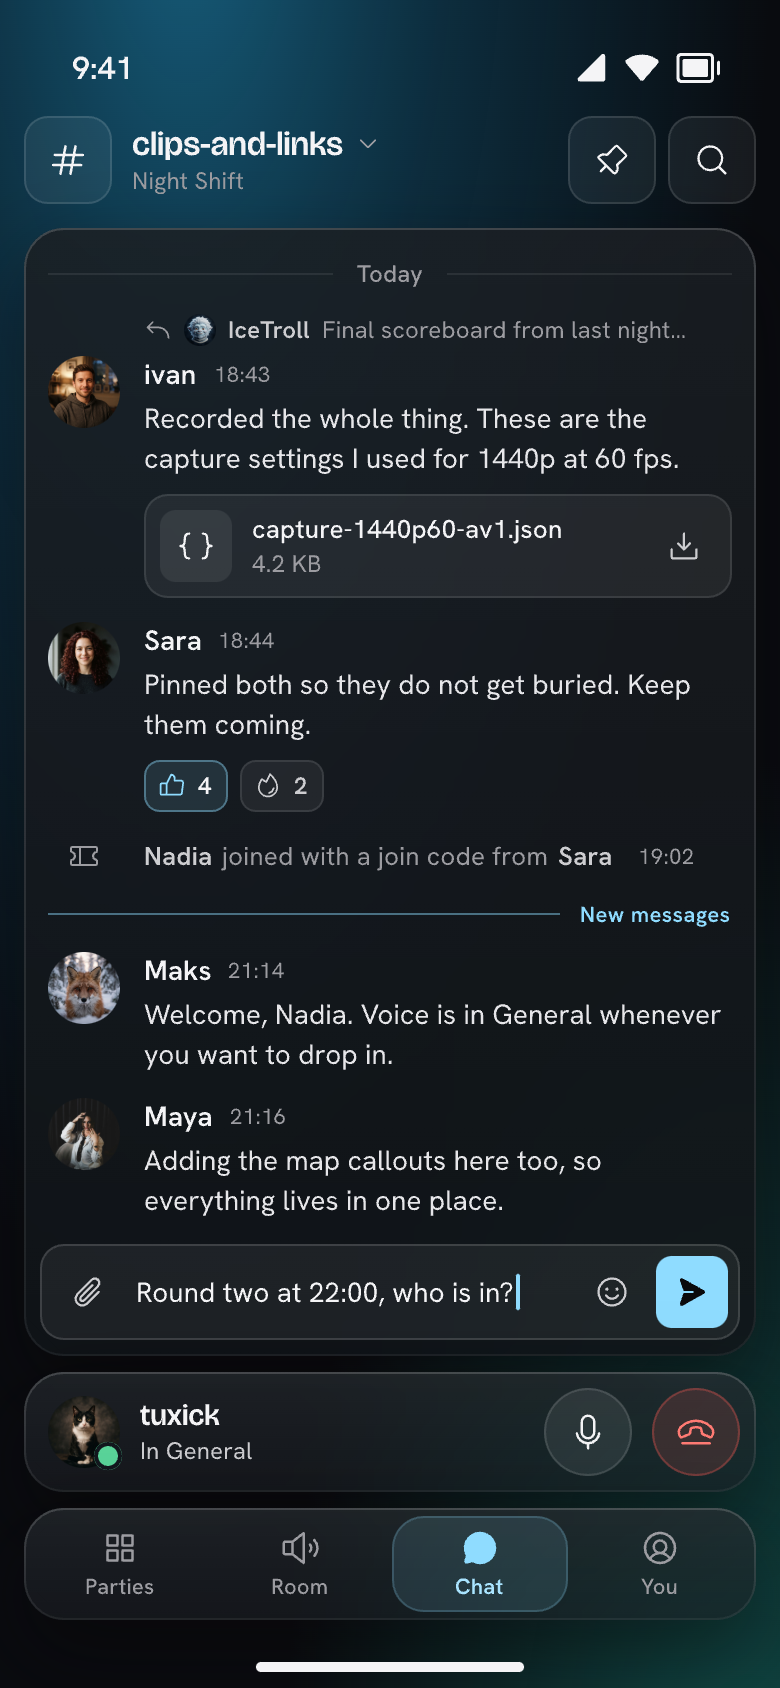 9:41
clips-and-links
Night Shift
Today
IceTroll Final scoreboard from last night...
ivan 18:43
Recorded the whole thing. These are the
capture settings I used for 1440p at 60 fps.
capture-1440p60-av1.json
4.2 KB
Sara 18:44
Pinned both so they do not get buried. Keep
them coming.
4 2
Nadia joined with a join code from Sara 19:02
New messages
Maks 21:14
Welcome, Nadia. Voice is in General whenever
you want to drop in.
Maya 21:16
Adding the map callouts here too, so
everything lives in one place.
Round two at 22:00, who is in?
tuxick
In General
Parties Room Chat You